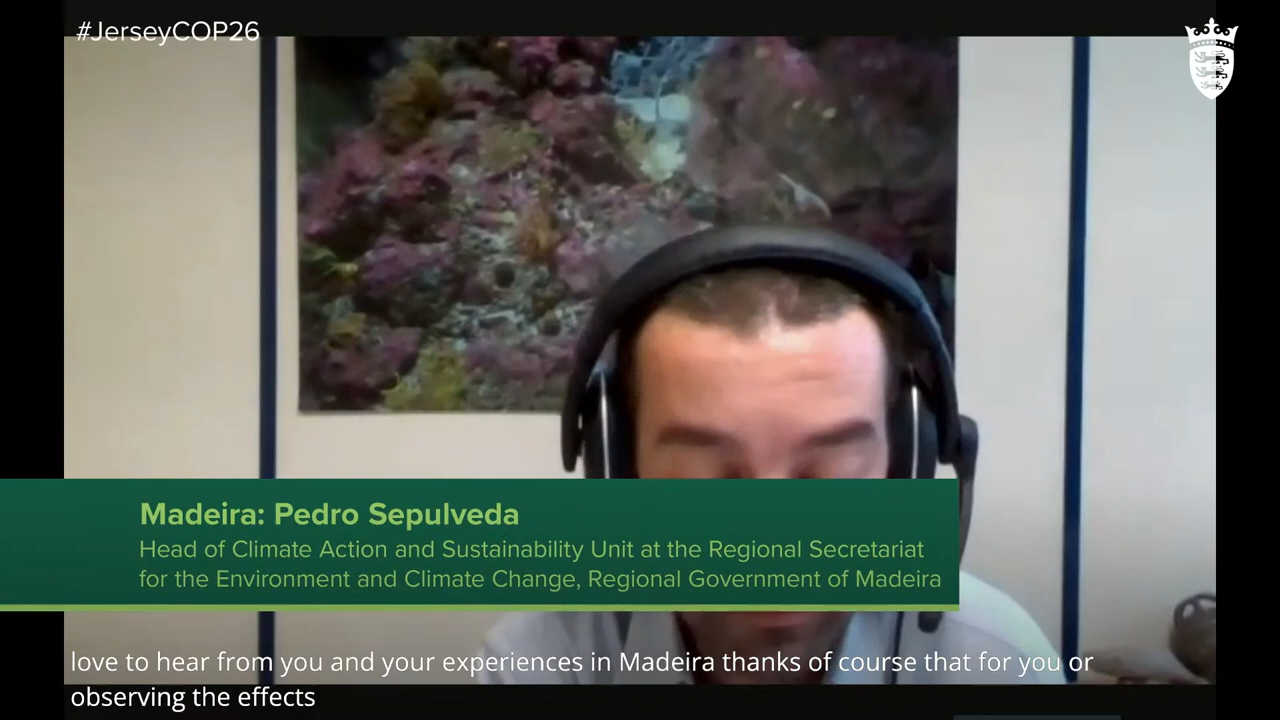 #JerseyCOP26
Madeira: Pedro Sepulveda
Head of Climate Action and Sustainability Unit at the Regional Secretariat
for the Environment and Climate Change, Regional Government of Madeira
love to hear from you and your experiences in Madeira thanks of course that for you or
observing the effects